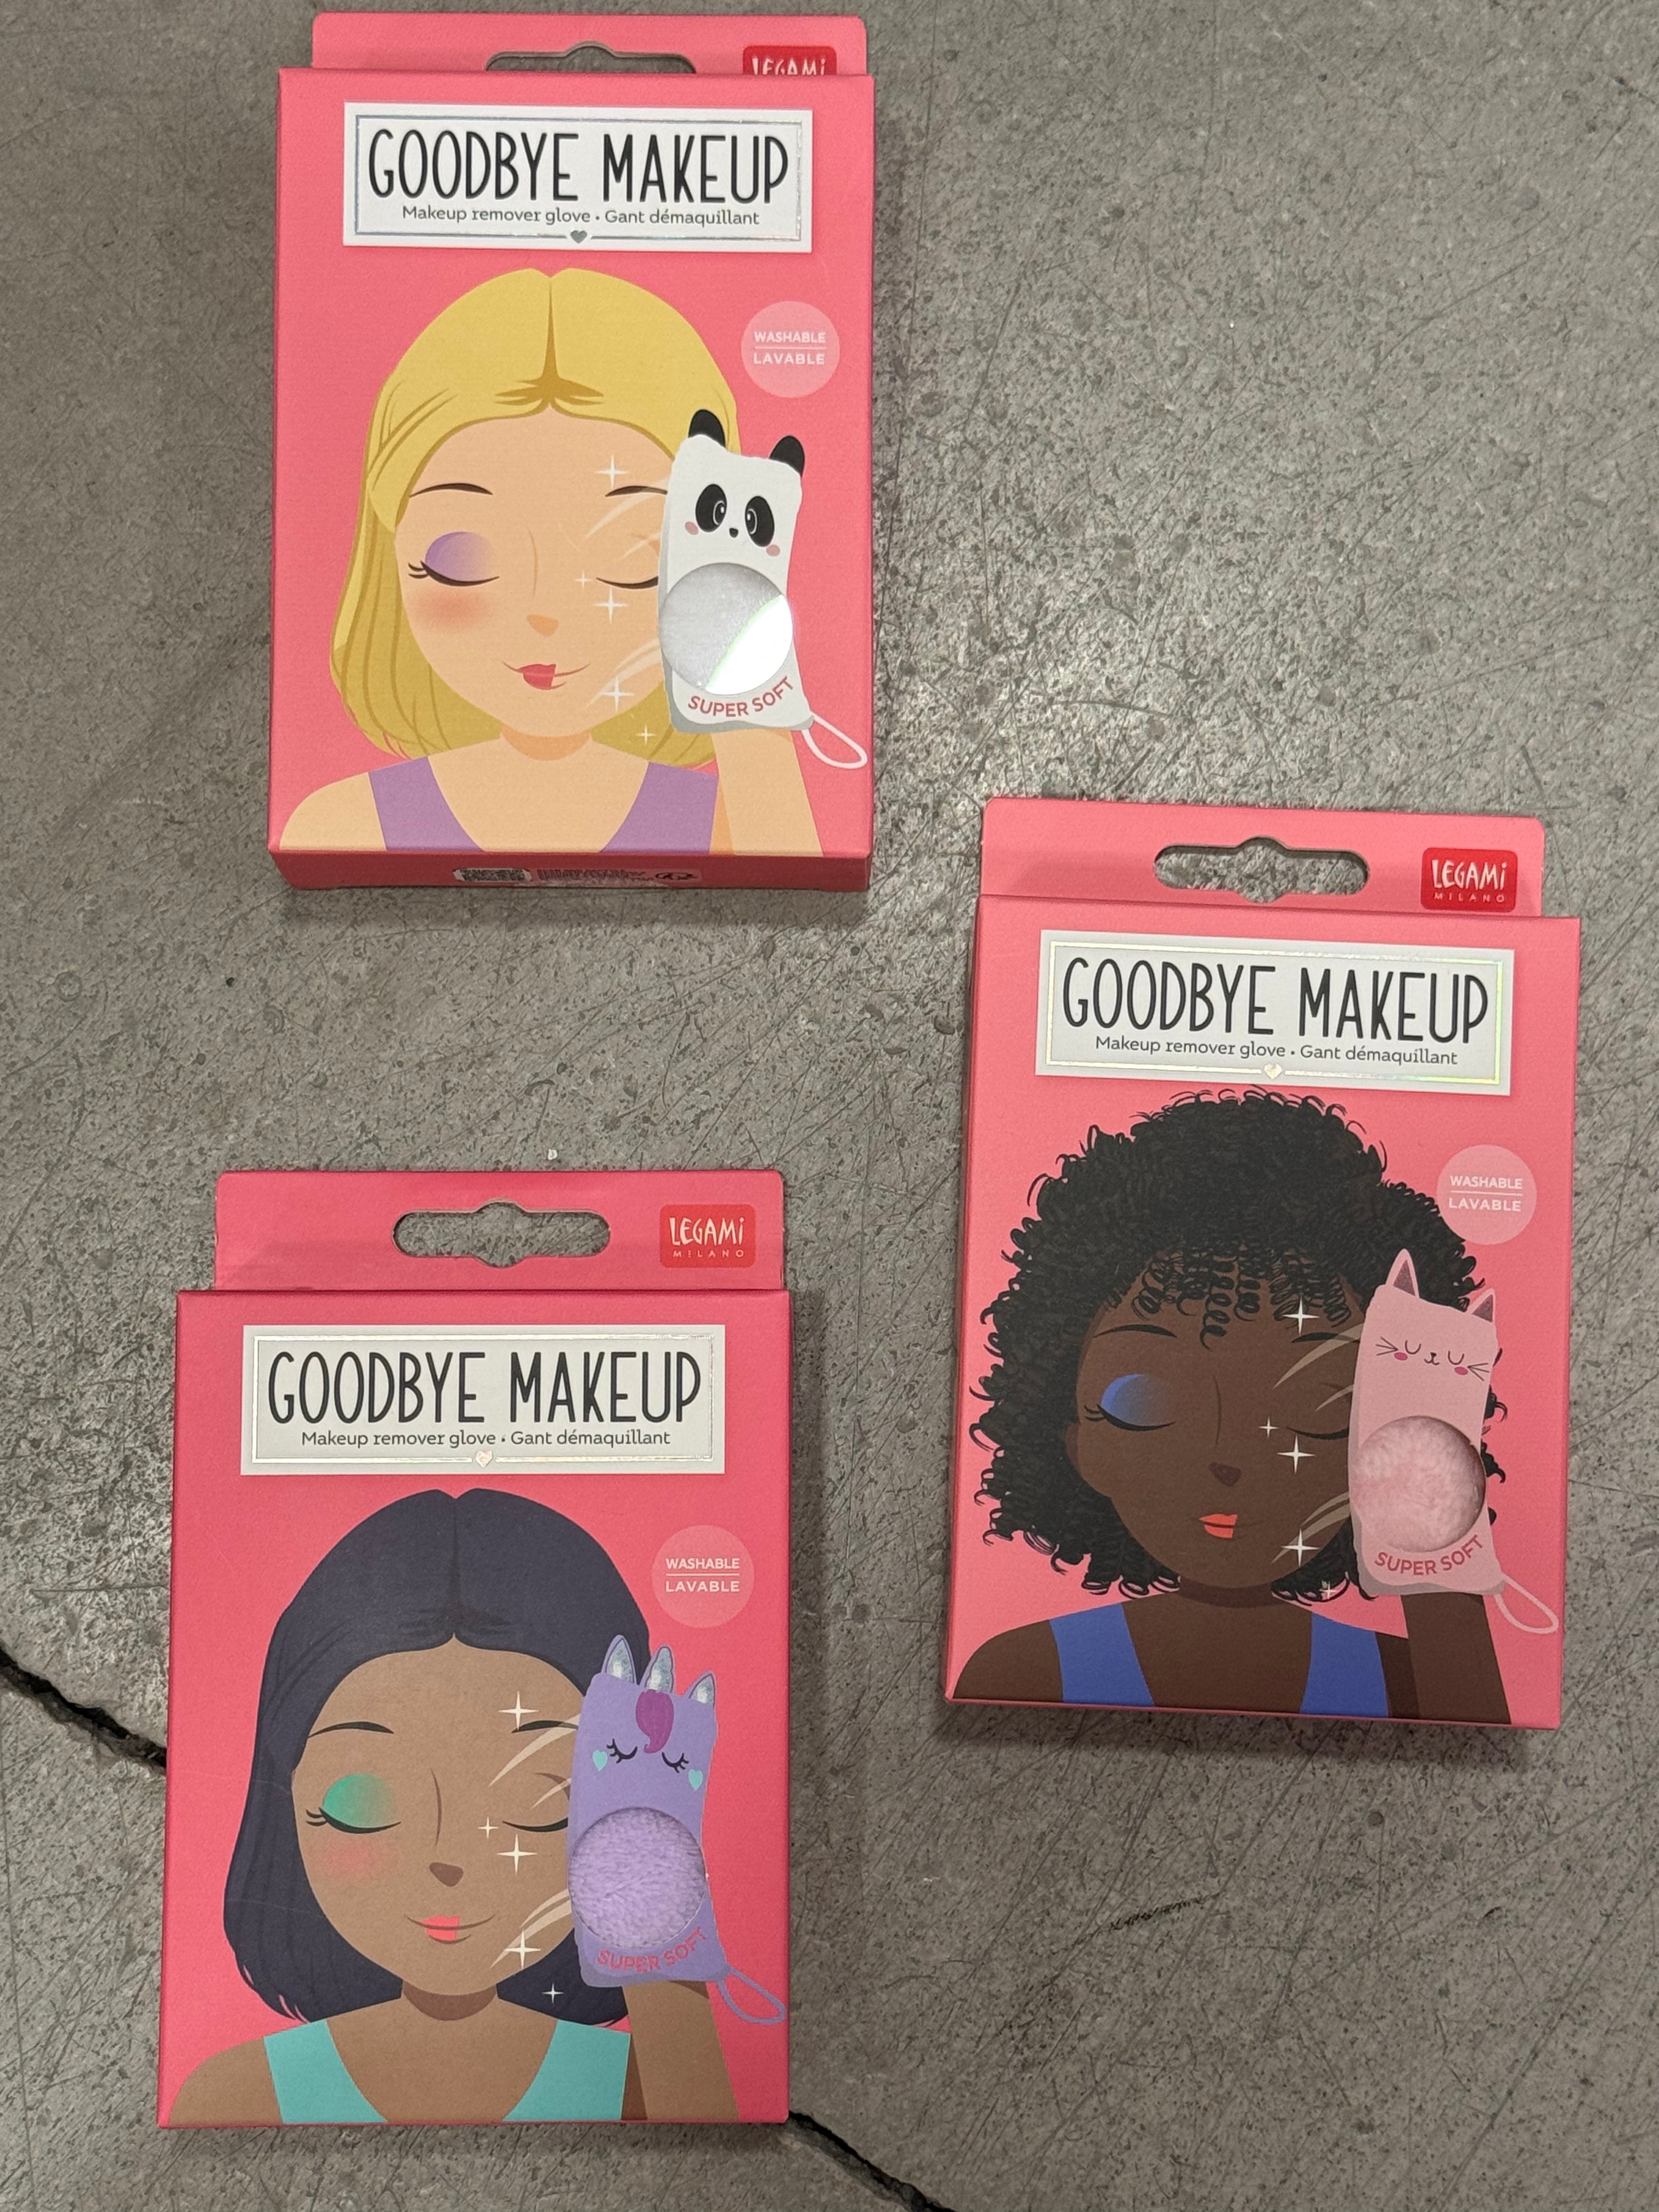 LEGAMi
GOODBYE MAKEUP
Makeup remover glove • Gant démaquillant
WASHABLE
LAVABLE
SUPER SOFT
LEGAMi
MILANO
GOODBYE MAKEUP
Makeup remover glove • Gant démaquillant
WASHABLE
LAVABLE
SUPER SOFT
LEGAMi
MILANO
GOODBYE MAKEUP
Makeup remover glove • Gant démaquillant
WASHABLE
LAVABLE
SUPER SOFT